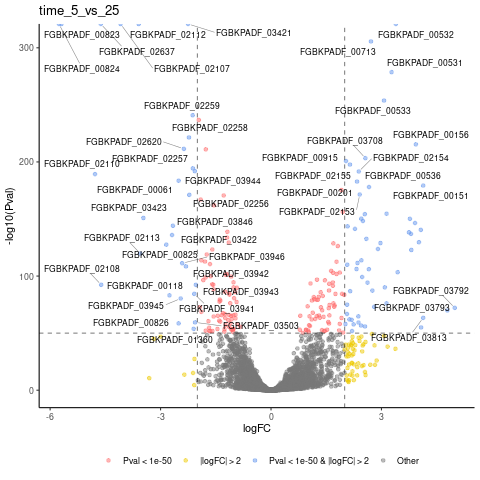 time_5_vs_25
FGBKPADF_00823
FGBKPADF_02112
FGBKPADF_03421
FGBKPADF_00532
FGBKPADF_02637
FGBKPADF_00713
FGBKPADF_00824
FGBKPADF_02107
FGBKPADF_00531
FGBKPADF_02259
FGBKPADF_00533
FGBKPADF_02258
FGBKPADF_00156
FGBKPADF_02620
FGBKPADF_03708
FGBKPADF_02110
FGBKPADF_02257
FGBKPADF_00915
FGBKPADF_02154
FGBKPADF_00061
FGBKPADF_03944
FGBKPADF_02155
FGBKPADF_00536
FGBKPADF_00201
FGBKPADF_00151
FGBKPADF_03423
FGBKPADF_02256
FGBKPADF_02153
FGBKPADF_03846
FGBKPADF_02113
FGBKPADF_03422
FGBKPADF_00825
FGBKPADF_03946
FGBKPADF_02108
FGBKPADF_03942
FGBKPADF_00118
FGBKPADF_03943
FGBKPADF_03792
FGBKPADF_03945
FGBKPADF_03941
FGBKPADF_03793
FGBKPADF_00826
FGBKPADF_03503
FGBKPADF_01360
FGBKPADF_03813
300
200
100
0
-log10(Pval)
-6 -3 0 3
logFC
Pval < 1e-50 |logFC| > 2 Pval < 1e-50 & |logFC| > 2 Other